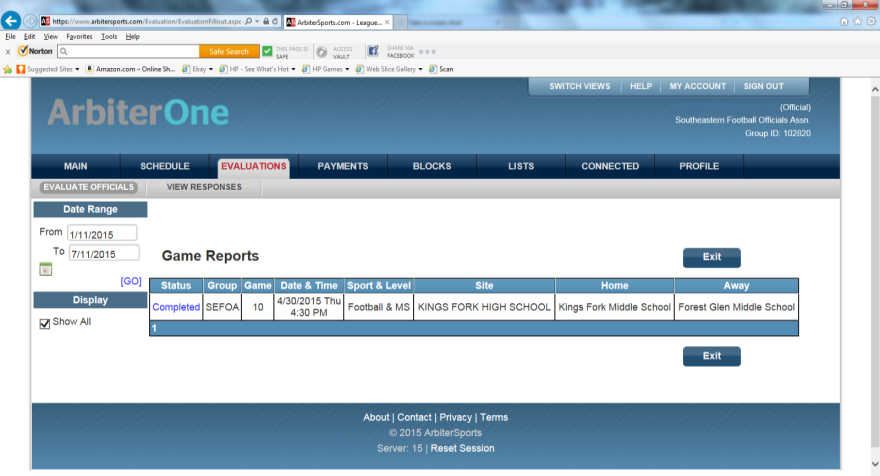 https://www.arbitersports.com/Evaluation/EvaluationFillout.aspx
ArbiterSports.com - League...
File Edit View Favorites Tools Help
Norton Safe Search THIS PAGE IS SAFE ACCESS VAULT SHARE VIA FACEBOOK
Suggested Sites Amazon.com – Online Sh... Ebay HP - See What's Hot HP Games Web Slice Gallery Scan
SWITCH VIEWS | HELP | MY ACCOUNT | SIGN OUT
ArbiterOne
(Official)
Southeastern Football Officials Assn.
Group ID: 102820
MAIN SCHEDULE EVALUATIONS PAYMENTS BLOCKS LISTS CONNECTED PROFILE
EVALUATE OFFICIALS VIEW RESPONSES
Date Range
From 1/11/2015
To 7/11/2015
[GO]
Display
Show All
Game Reports
Exit
Status Group Game Date & Time Sport & Level Site Home Away
Completed SEFOA 10 4/30/2015 Thu 4:30 PM Football & MS KINGS FORK HIGH SCHOOL Kings Fork Middle School Forest Glen Middle School
1
Exit
About | Contact | Privacy | Terms
© 2015 ArbiterSports
Server: 15 | Reset Session